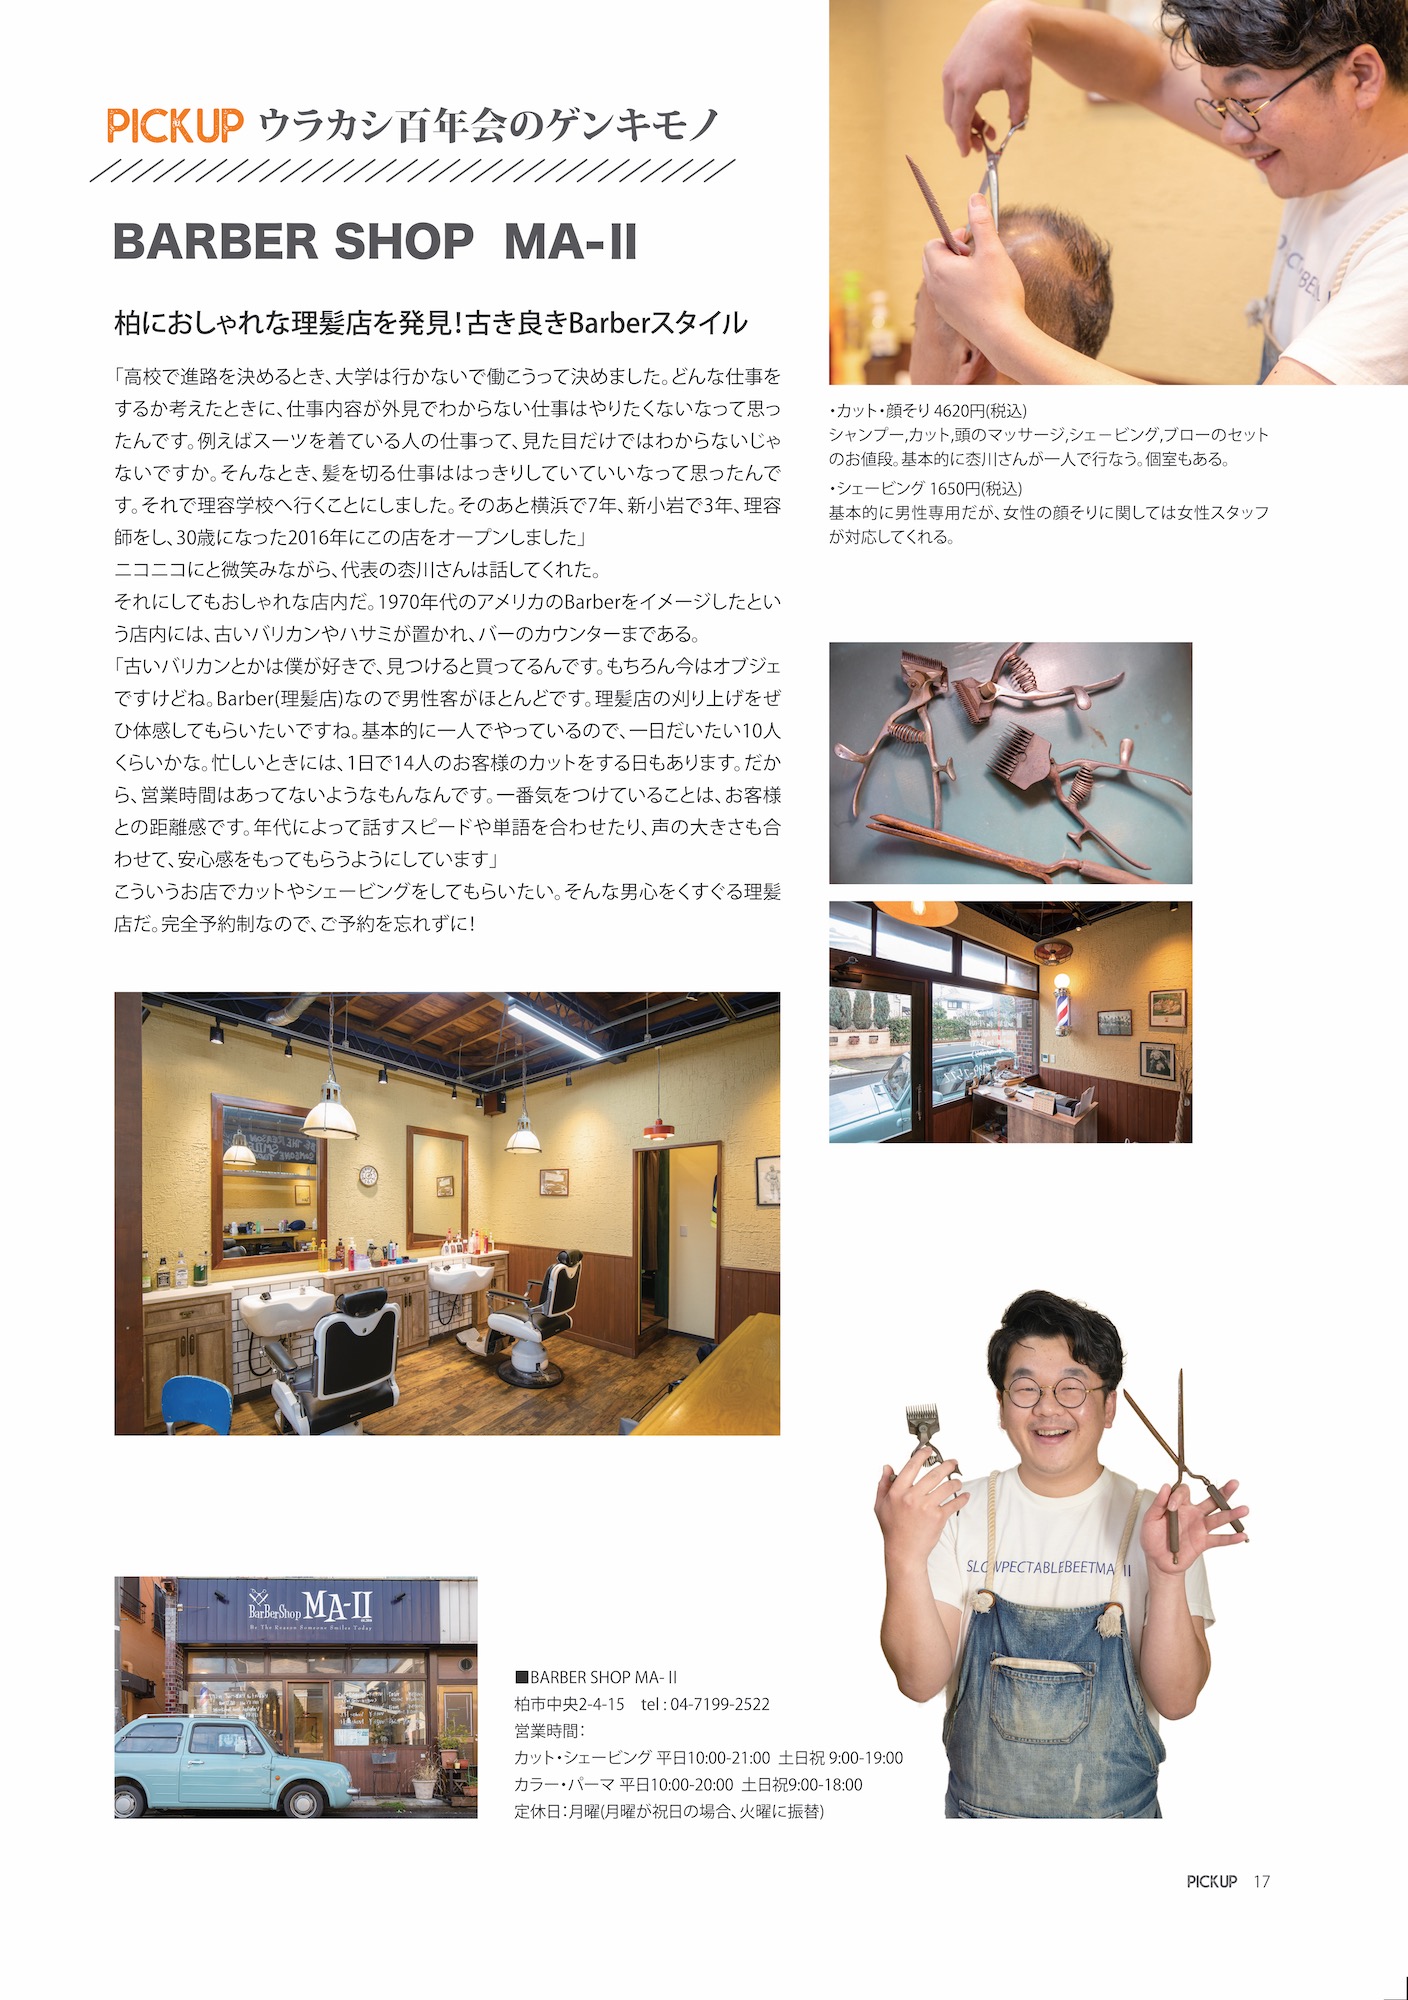 PICKUP ウラカシ百年会のゲンキモノ
BARBER SHOP MA-II
柏におしゃれな理髪店を発見！古き良きBarberスタイル
「高校で進路を決めるとき、大学は行かないで働こうって決めました。どんな仕事を
するか考えたときに、仕事内容が外見でわからない仕事はやりたくないなって思っ
たんです。例えばスーツを着ている人の仕事って、見た目だけではわからないじゃ
ないですか。そんなとき、髪を切る仕事ははっきりしていていいなって思ったんで
す。それで理容学校へ行くことにしました。そのあと横浜で7年、新小岩で3年、理容
師をし、30歳になった2016年にこの店をオープンしました」
ニコニコにと微笑みながら、代表の枩川さんは話してくれた。
それにしてもおしゃれな店内だ。1970年代のアメリカのBarberをイメージしたとい
う店内には、古いバリカンやハサミが置かれ、バーのカウンターまである。
「古いバリカンとかは僕が好きで、見つけると買ってるんです。もちろん今はオブジェ
ですけどね。Barber(理髪店)なので男性客がほとんどです。理髪店の刈り上げをぜ
ひ体感してもらいたいですね。基本的に一人でやっているので、一日だいたい10人
くらいかな。忙しいときには、1日で14人のお客様のカットをする日もあります。だか
ら、営業時間はあってないようなもんなんです。一番気をつけていることは、お客様
との距離感です。年代によって話すスピードや単語を合わせたり、声の大きさも合
わせて、安心感をもってもらうようにしています」
こういうお店でカットやシェービングをしてもらいたい。そんな男心をくすぐる理髪
店だ。完全予約制なので、ご予約を忘れずに！
・カット・顔そり 4620円(税込)
シャンプー,カット,頭のマッサージ,シェービング,ブローのセット
のお値段。基本的に枩川さんが一人で行なう。個室もある。
・シェービング 1650円(税込)
基本的に男性専用だが、女性の顔そりに関しては女性スタッフ
が対応してくれる。
BarBerShop MA-II
Be The Reason Someone Smiles Today
■BARBER SHOP MA-Ⅱ
柏市中央2-4-15 tel : 04-7199-2522
営業時間：
カット・シェービング 平日10:00-21:00 土日祝 9:00-19:00
カラー・パーマ 平日10:00-20:00 土日祝9:00-18:00
定休日：月曜(月曜が祝日の場合、火曜に振替)
PICKUP 17